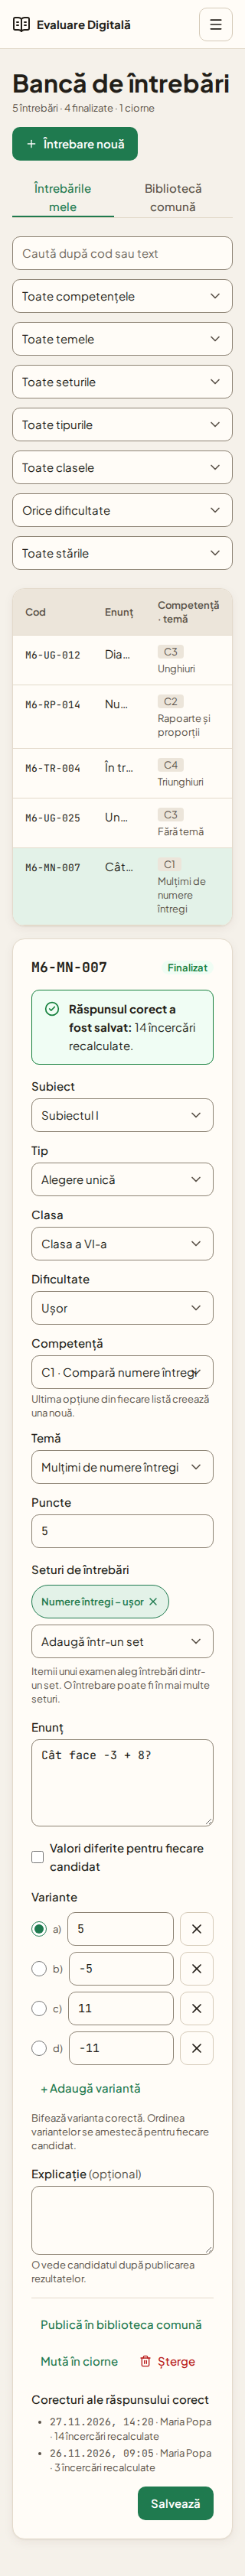 Evaluare Digitală
Bancă de întrebări
5 întrebări · 4 finalizate · 1 ciorne
+ Întrebare nouă
Întrebările mele
Bibliotecă comună
Caută după cod sau text
Toate competențele
Toate temele
Toate seturile
Toate tipurile
Toate clasele
Orice dificultate
Toate stările
Cod Enunț Competență · temă
M6-UG-012 Dia... C3
Unghiuri
M6-RP-014 Nu... C2
Rapoarte și
proporții
M6-TR-004 În tr... C4
Triunghiuri
M6-UG-025 Un... C3
Fără temă
M6-MN-007 Cât... C1
Mulțimi de
numere
întregi
M6-MN-007 Finalizat
Răspunsul corect a
fost salvat: 14 încercări
recalculate.
Subiect
Subiectul I
Tip
Alegere unică
Clasa
Clasa a VI-a
Dificultate
Ușor
Competență
C1 · Compară numere întregi
Ultima opțiune din fiecare listă creează
una nouă.
Temă
Mulțimi de numere întregi
Puncte
5
Seturi de întrebări
Numere întregi – ușor ×
Adaugă într-un set
Itemii unui examen aleg întrebări dintr-
un set. O întrebare poate fi în mai multe
seturi.
Enunț
Cât face -3 + 8?
Valori diferite pentru fiecare
candidat
Variante
a) 5
b) -5
c) 11
d) -11
+ Adaugă variantă
Bifează varianta corectă. Ordinea
variantelor se amestecă pentru fiecare
candidat.
Explicație (opțional)
O vede candidatul după publicarea
rezultatelor.
Publică în biblioteca comună
Mută în ciorne Șterge
Corecturi ale răspunsului corect
• 27.11.2026, 14:20 · Maria Popa
· 14 încercări recalculate
• 26.11.2026, 09:05 · Maria Popa
· 3 încercări recalculate
Salvează